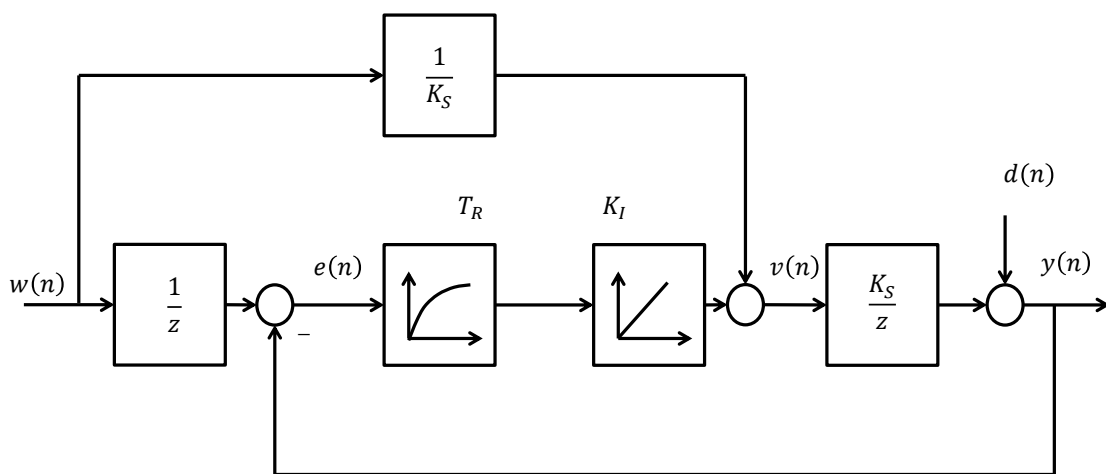 1
K_S
d(n)
T_R
K_I
w(n)
1
z
e(n)
−
v(n)
K_S
z
y(n)